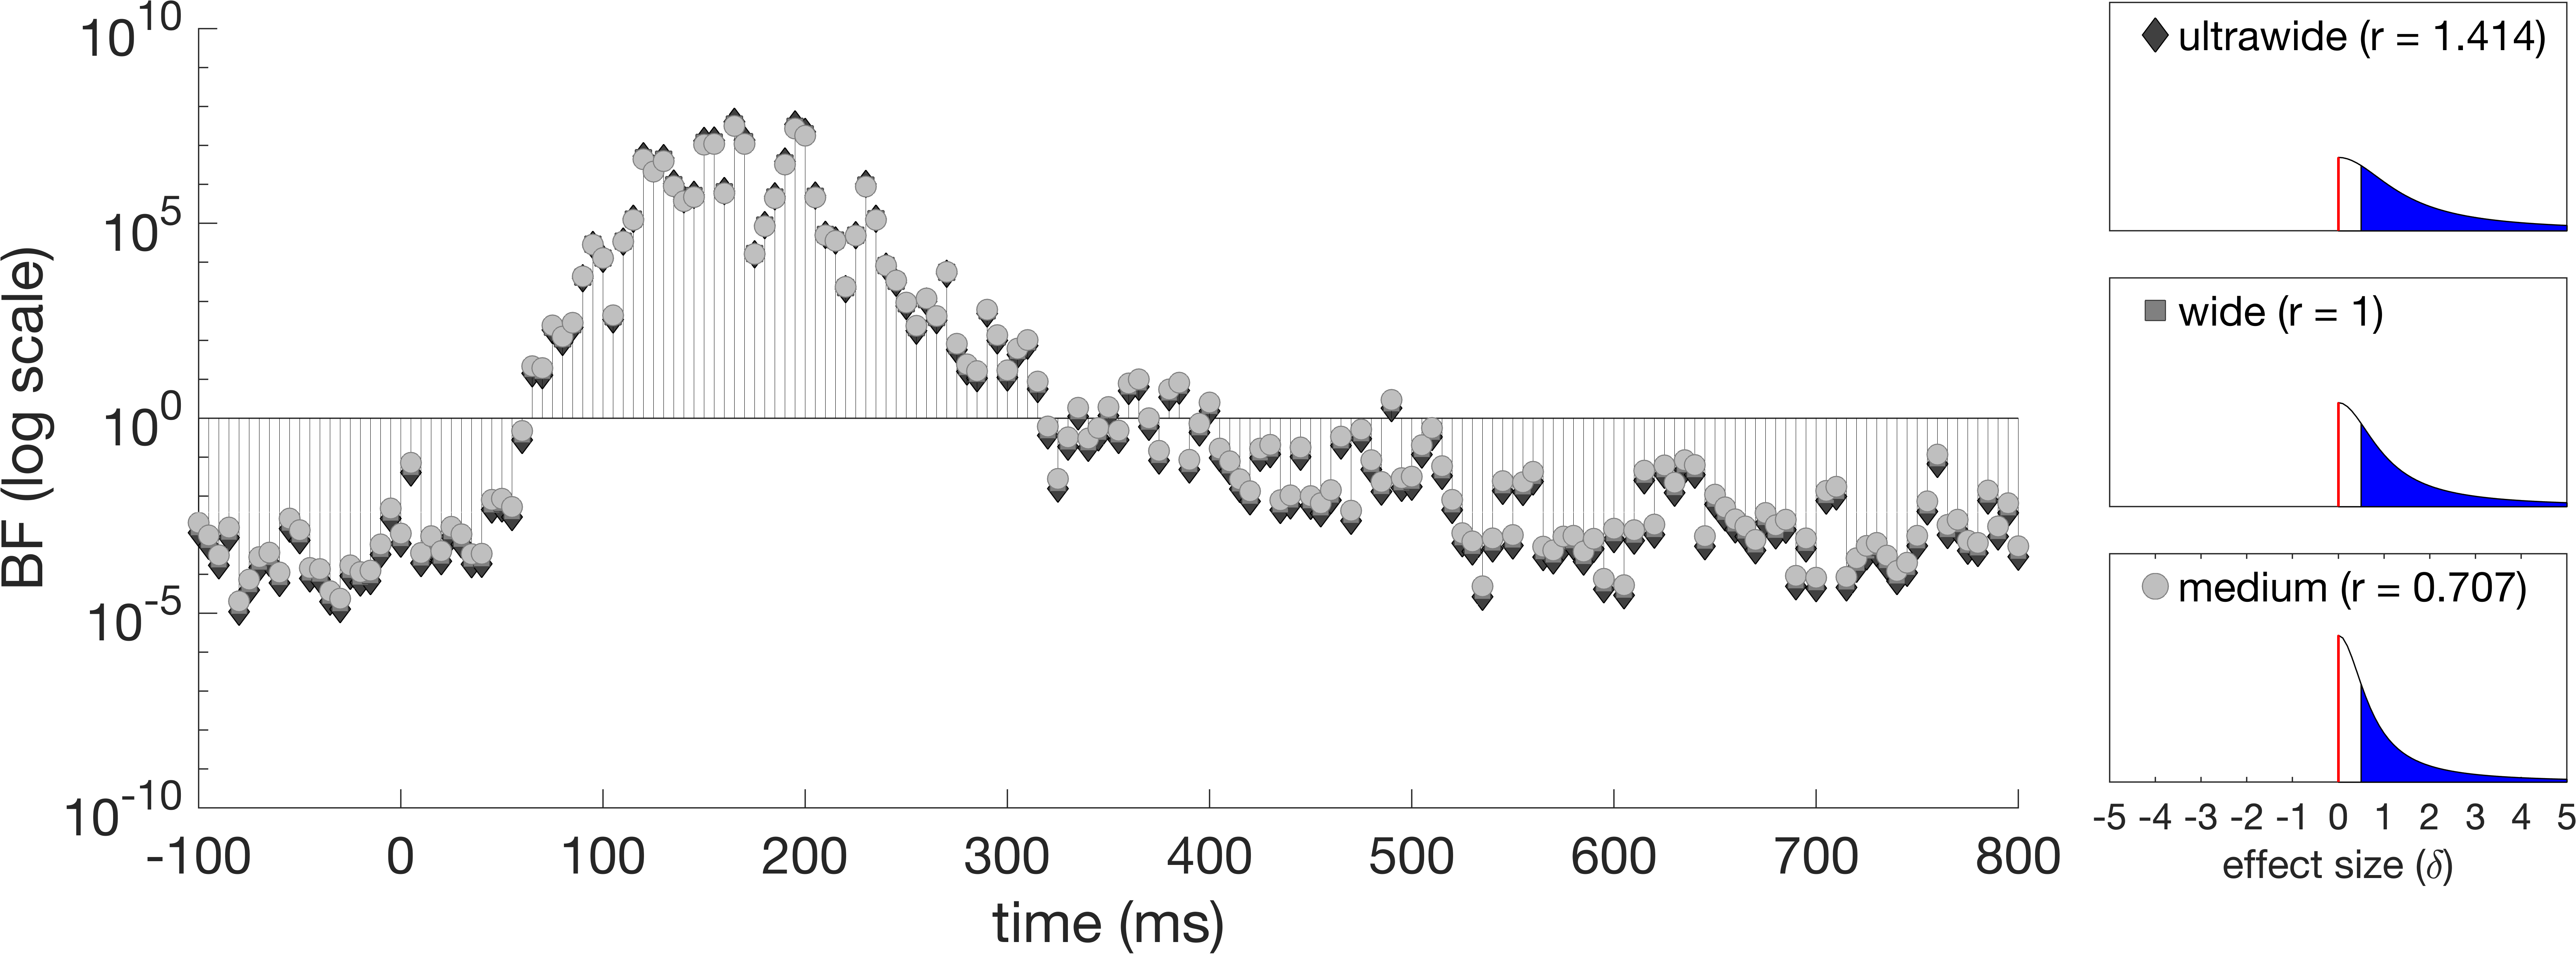 10^10
10^5
10^0
10^-5
10^-10
BF (log scale)
-100 0 100 200 300 400 500 600 700 800
time (ms)
ultrawide (r = 1.414)
wide (r = 1)
medium (r = 0.707)
-5 -4 -3 -2 -1 0 1 2 3 4 5
effect size (δ)